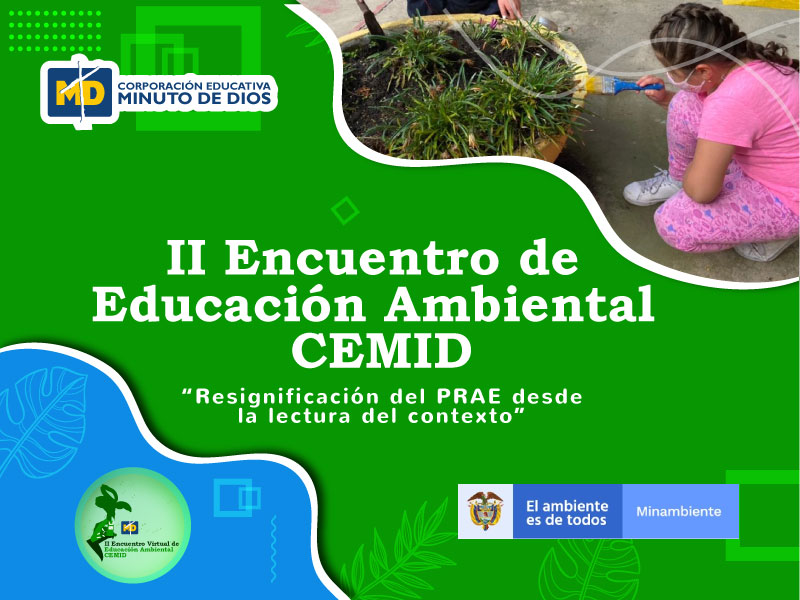 MD
CORPORACIÓN EDUCATIVA
MINUTO DE DIOS
II Encuentro de
Educación Ambiental
CEMID
“Resignificación del PRAE desde
la lectura del contexto”
MD
II Encuentro Virtual de
Educación Ambiental
CEMID
El ambiente
es de todos
Minambiente